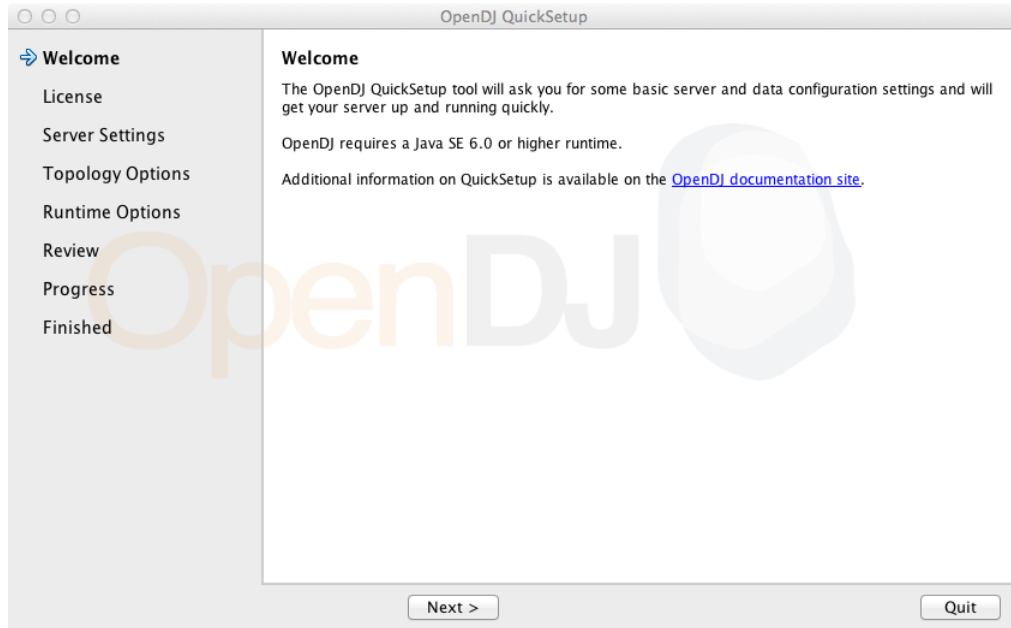 OpenDJ QuickSetup
Welcome
License
Server Settings
Topology Options
Runtime Options
Review
Progress
Finished
Welcome
The OpenDJ QuickSetup tool will ask you for some basic server and data configuration settings and will
get your server up and running quickly.
OpenDJ requires a Java SE 6.0 or higher runtime.
Additional information on QuickSetup is available on the OpenDJ documentation site.
OpenDJ
Next >
Quit